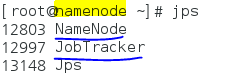 [root@namenode ~]# jps
12803 NameNode
12997 JobTracker
13148 Jps